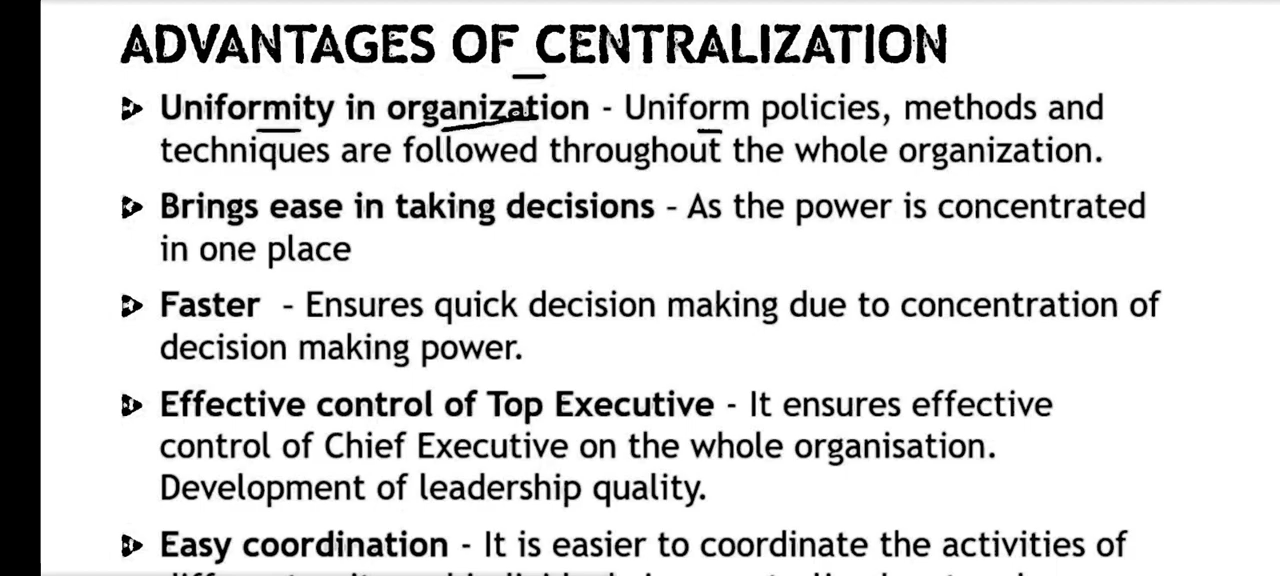 ADVANTAGES OF CENTRALIZATION
Uniformity in organization - Uniform policies, methods and
techniques are followed throughout the whole organization.
Brings ease in taking decisions - As the power is concentrated
in one place
Faster - Ensures quick decision making due to concentration of
decision making power.
Effective control of Top Executive - It ensures effective
control of Chief Executive on the whole organisation.
Development of leadership quality.
Easy coordination - It is easier to coordinate the activities of